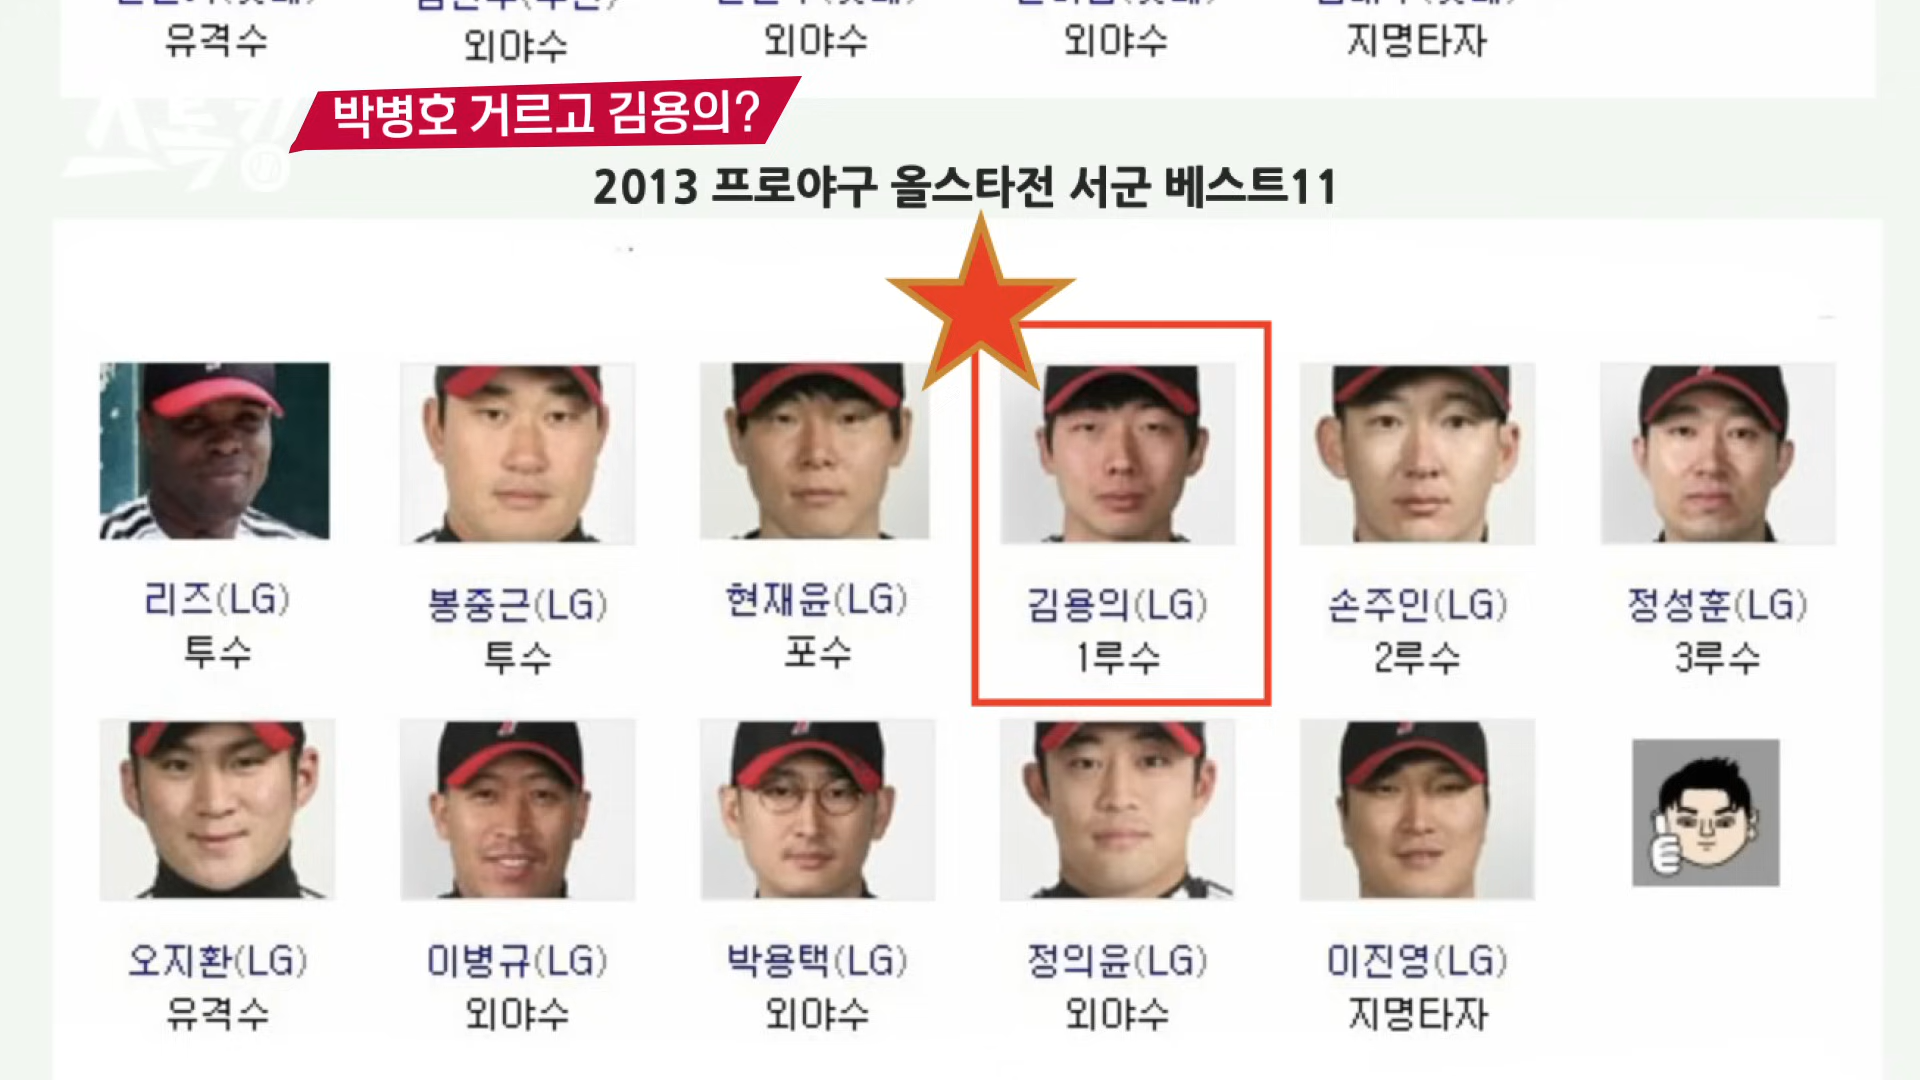 유격수 외야수 외야수 외야수 지명타자
스톡킹
박병호 거르고 김용의?
2013 프로야구 올스타전 서군 베스트11
리즈(LG) 봉중근(LG) 현재윤(LG) 김용의(LG) 손주인(LG) 정성훈(LG)
투수 투수 포수 1루수 2루수 3루수
오지환(LG) 이병규(LG) 박용택(LG) 정의윤(LG) 이진영(LG)
유격수 외야수 외야수 외야수 지명타자